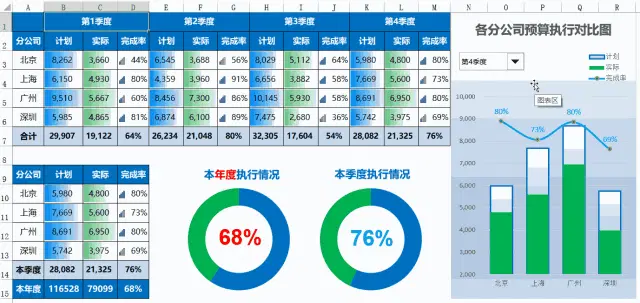 A B C D E F G H I J K L M N O P Q R
1 第1季度 第2季度 第3季度 第4季度
2 分公司 计划 实际 完成率 计划 实际 完成率 计划 实际 完成率 计划 实际 完成率
3 北京 8,262 3,660 44% 6,545 3,688 56% 8,029 5,112 64% 5,980 4,800 80%
4 上海 6,150 4,930 80% 4,359 3,960 91% 6,656 3,882 58% 7,669 5,600 73%
5 广州 9,510 5,667 60% 8,456 7,300 86% 10,145 5,930 58% 8,691 6,950 80%
6 深圳 5,985 4,865 81% 6,874 6,100 89% 7,475 2,680 36% 5,742 3,975 69%
7 合计 29,907 19,122 64% 26,234 21,048 80% 32,305 17,604 54% 28,082 21,325 76%
9 分公司 计划 实际 完成率
10 北京 5,980 4,800 80%
11 上海 7,669 5,600 73%
12 广州 8,691 6,950 80%
13 深圳 5,742 3,975 69%
14 本季度 28,082 21,325 76%
15 本年度 116528 79099 68%
本年度执行情况
68%
本季度执行情况
76%
各分公司预算执行对比图
第4季度
计划
实际
完成率
图表区
10,000
9,000
8,000
7,000
6,000
5,000
4,000
3,000
2,000
80% 73% 80% 69%
北京 上海 广州 深圳